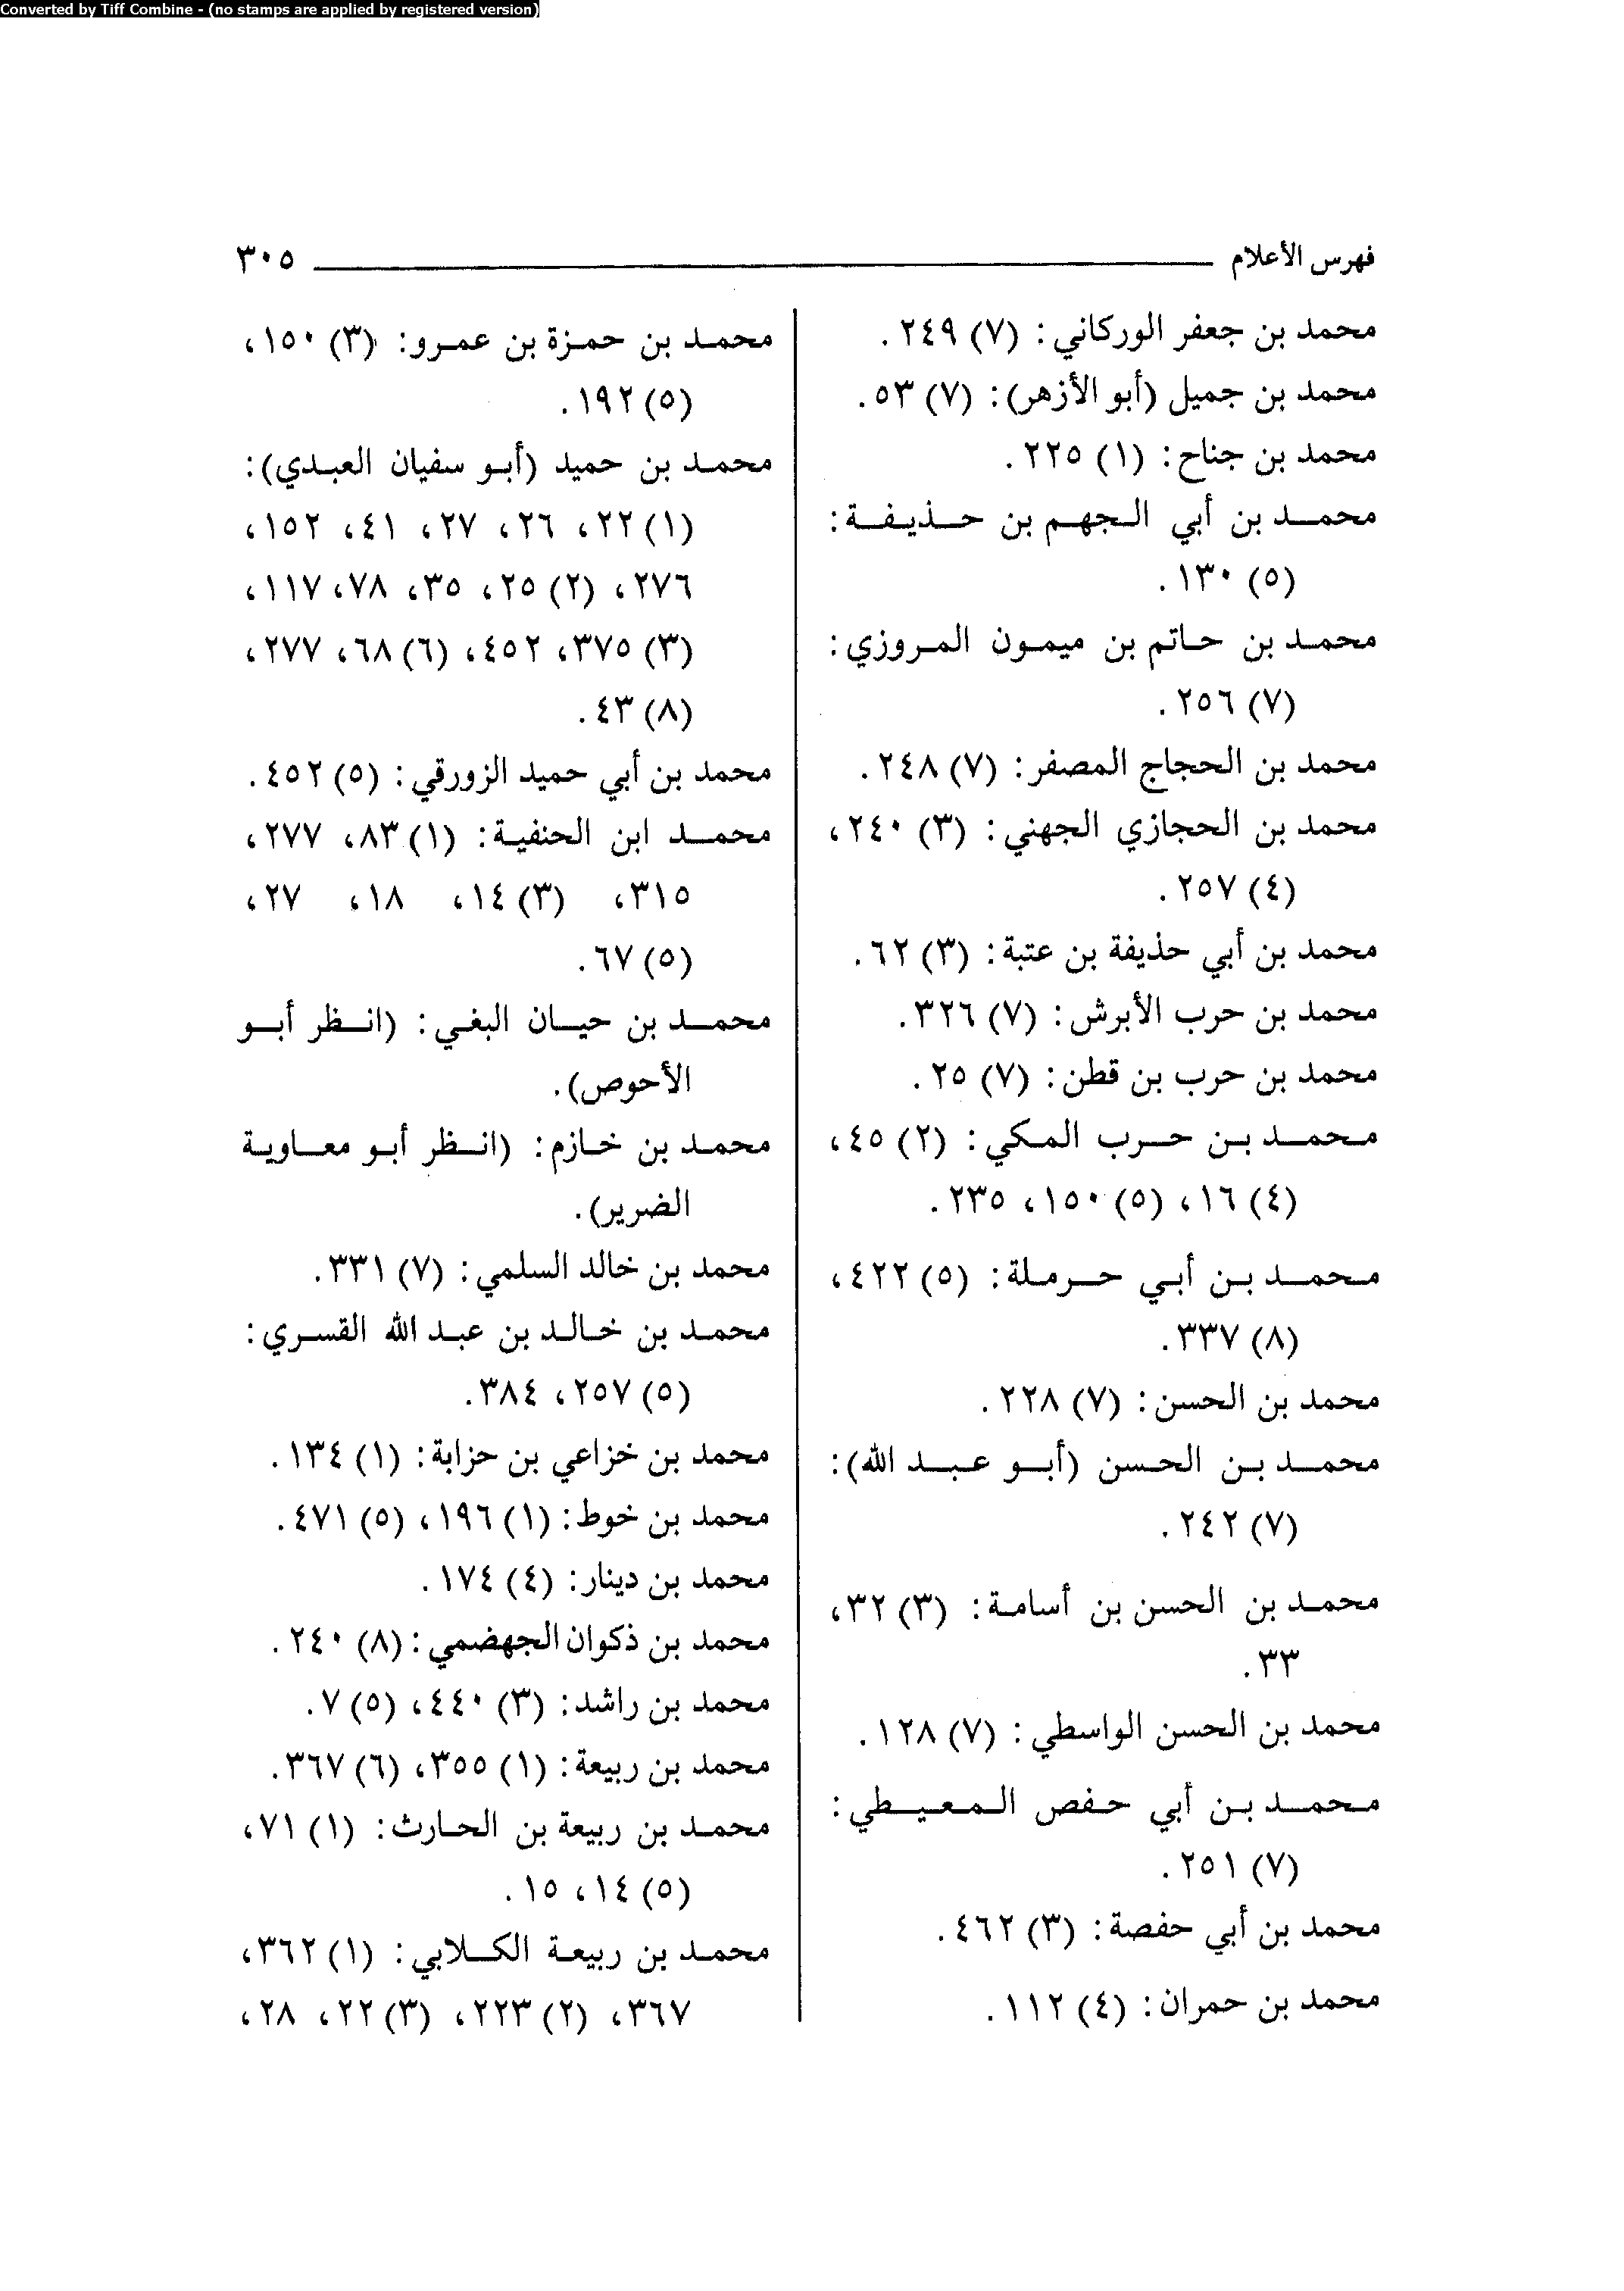 Converted by Tiff Combine - (no stamps are applied by registered version)
فهرس الأعلام ٣٠٥
محمد بن جعفر الوركاني: (٧) ٢٤٩.
محمد بن جميل (أبو الأزهر): (٧) ٥٣.
محمد بن جناح: (١) ٢٢٥.
محمد بن أبي الجهم بن حذيفة:
(٥) ١٣٠.
محمد بن حاتم بن ميمون المروزي:
(٧) ٢٥٦.
محمد بن الحجاج المصفر: (٧) ٢٤٨.
محمد بن الحجازي الجهني: (٣) ٢٤٠،
(٤) ٢٥٧.
محمد بن أبي حذيفة بن عتبة: (٣) ٦٢.
محمد بن حرب الأبرش: (٧) ٣٢٦.
محمد بن حرب بن قطن: (٧) ٢٥.
محمد بن حرب المكي: (٢) ٤٥،
(٤) ١٦، (٥) ١٥٠، ٢٣٥.
محمد بن أبي حرملة: (٥) ٤٢٢،
(٨) ٣٣٧.
محمد بن الحسن: (٧) ٢٢٨.
محمد بن الحسن (أبو عبد الله):
(٧) ٢٤٢.
محمد بن الحسن بن أسامة: (٣) ٣٢،
٣٣.
محمد بن الحسن الواسطي: (٧) ١٢٨.
محمد بن أبي حفص المعيطي:
(٧) ٢٥١.
محمد بن أبي حفصة: (٣) ٤٦٢.
محمد بن حمران: (٤) ١١٢.
محمد بن حمزة بن عمرو: (٣) ١٥٠،
(٥) ١٩٢.
محمد بن حميد (أبو سفيان العبدي):
(١) ٢٢، ٢٦، ٢٧، ٤١، ١٥٢،
٢٧٦، (٢) ٢٥، ٣٥، ٧٨، ١١٧،
(٣) ٣٧٥، ٤٥٢، (٦) ٦٨، ٢٧٧،
(٨) ٤٣.
محمد بن أبي حميد الزورقي: (٥) ٤٥٢.
محمد ابن الحنفية: (١) ٨٣، ٢٧٧،
٣١٥، (٣) ١٤، ١٨، ٢٧،
(٥) ٦٧.
محمد بن حيان البغي: (انظر أبو
الأحوص).
محمد بن خازم: (انظر أبو معاوية
الضرير).
محمد بن خالد السلمي: (٧) ٣٣١.
محمد بن خالد بن عبد الله القسري:
(٥) ٢٥٧، ٣٨٤.
محمد بن خزاعي بن حزابة: (١) ١٣٤.
محمد بن خوط: (١) ١٩٦، (٥) ٤٧١.
محمد بن دينار: (٤) ١٧٤.
محمد بن ذكوان الجهضمي: (٨) ٢٤٠.
محمد بن راشد: (٣) ٤٤٠، (٥) ٧.
محمد بن ربيعة: (١) ٣٥٥، (٦) ٣٦٧.
محمد بن ربيعة بن الحارث: (١) ٧١،
(٥) ١٤، ١٥.
محمد بن ربيعة الكلابي: (١) ٣٦٢،
٣٦٧، (٢) ٢٢٣، (٣) ٢٢، ٢٨،